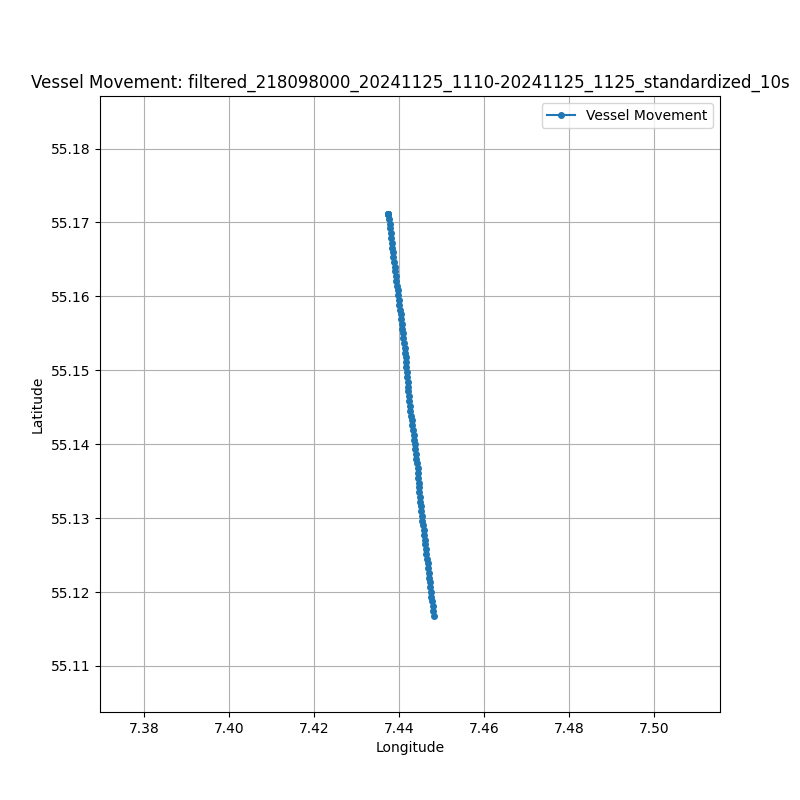 Vessel Movement: filtered_218098000_20241125_1110-20241125_1125_standardized_10s
Vessel Movement
55.18
55.17
55.16
55.15
55.14
55.13
55.12
55.11
Latitude
7.38 7.40 7.42 7.44 7.46 7.48 7.50
Longitude